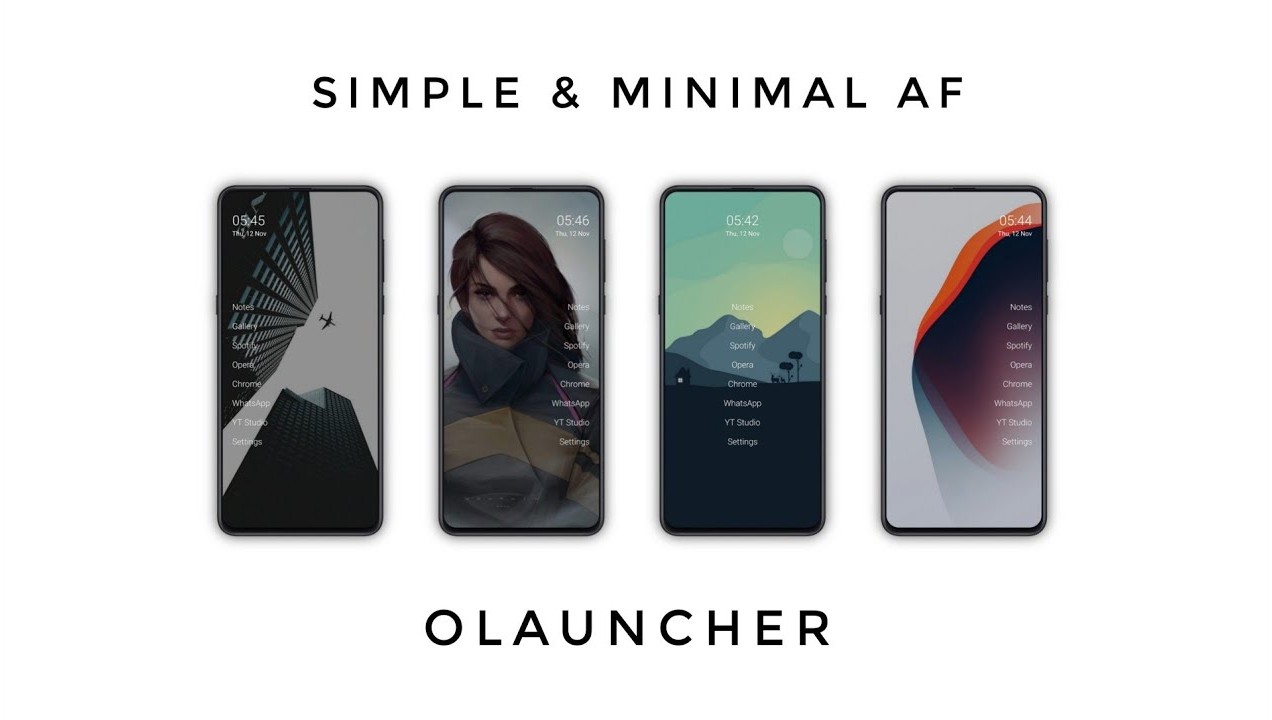 SIMPLE & MINIMAL AF
05:45
Thu, 12 Nov
Notes
Gallery
Spotify
Opera
Chrome
WhatsApp
YT Studio
Settings
05:46
Thu, 12 Nov
Notes
Gallery
Spotify
Opera
Chrome
WhatsApp
YT Studio
Settings
05:42
Thu, 12 Nov
Notes
Gallery
Spotify
Opera
Chrome
WhatsApp
YT Studio
Settings
05:44
Thu, 12 Nov
Notes
Gallery
Spotify
Opera
Chrome
WhatsApp
YT Studio
Settings
OLAUNCHER